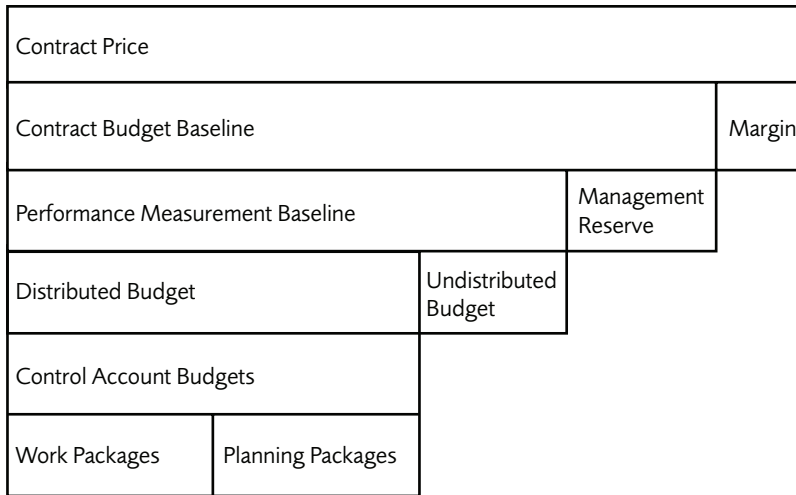 Contract Price
Contract Budget Baseline
Margin
Performance Measurement Baseline
Management
Reserve
Distributed Budget
Undistributed
Budget
Control Account Budgets
Work Packages
Planning Packages